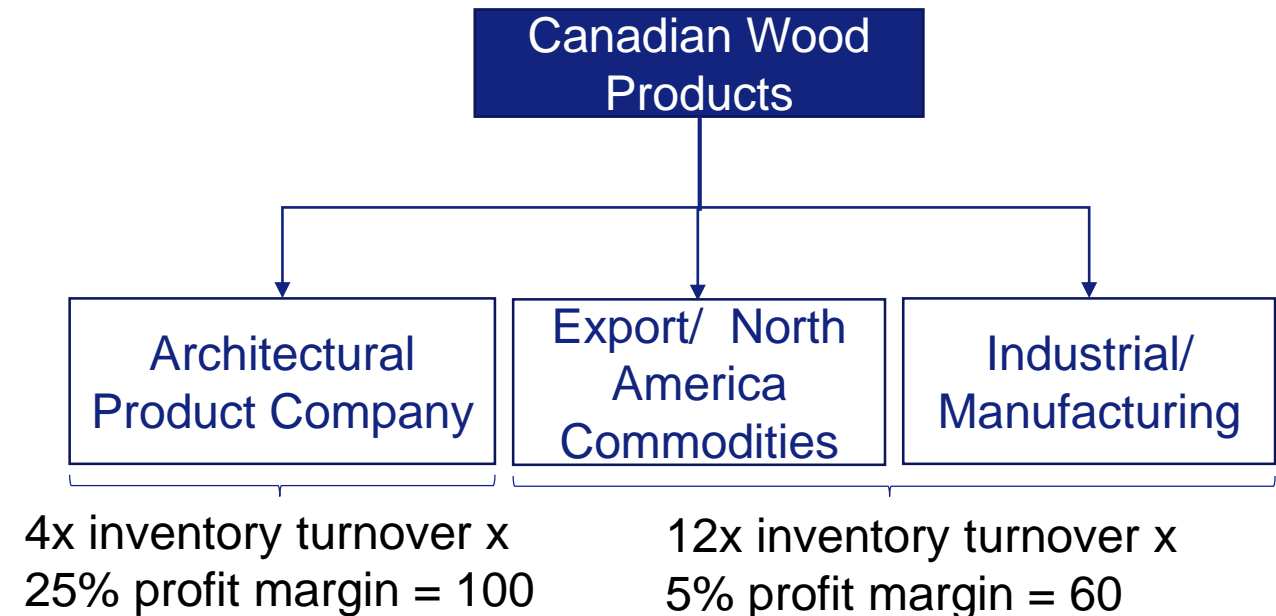 Canadian Wood
Products
Architectural
Product Company
Export/ North
America
Commodities
Industrial/
Manufacturing
4x inventory turnover x
25% profit margin = 100
12x inventory turnover x
5% profit margin = 60